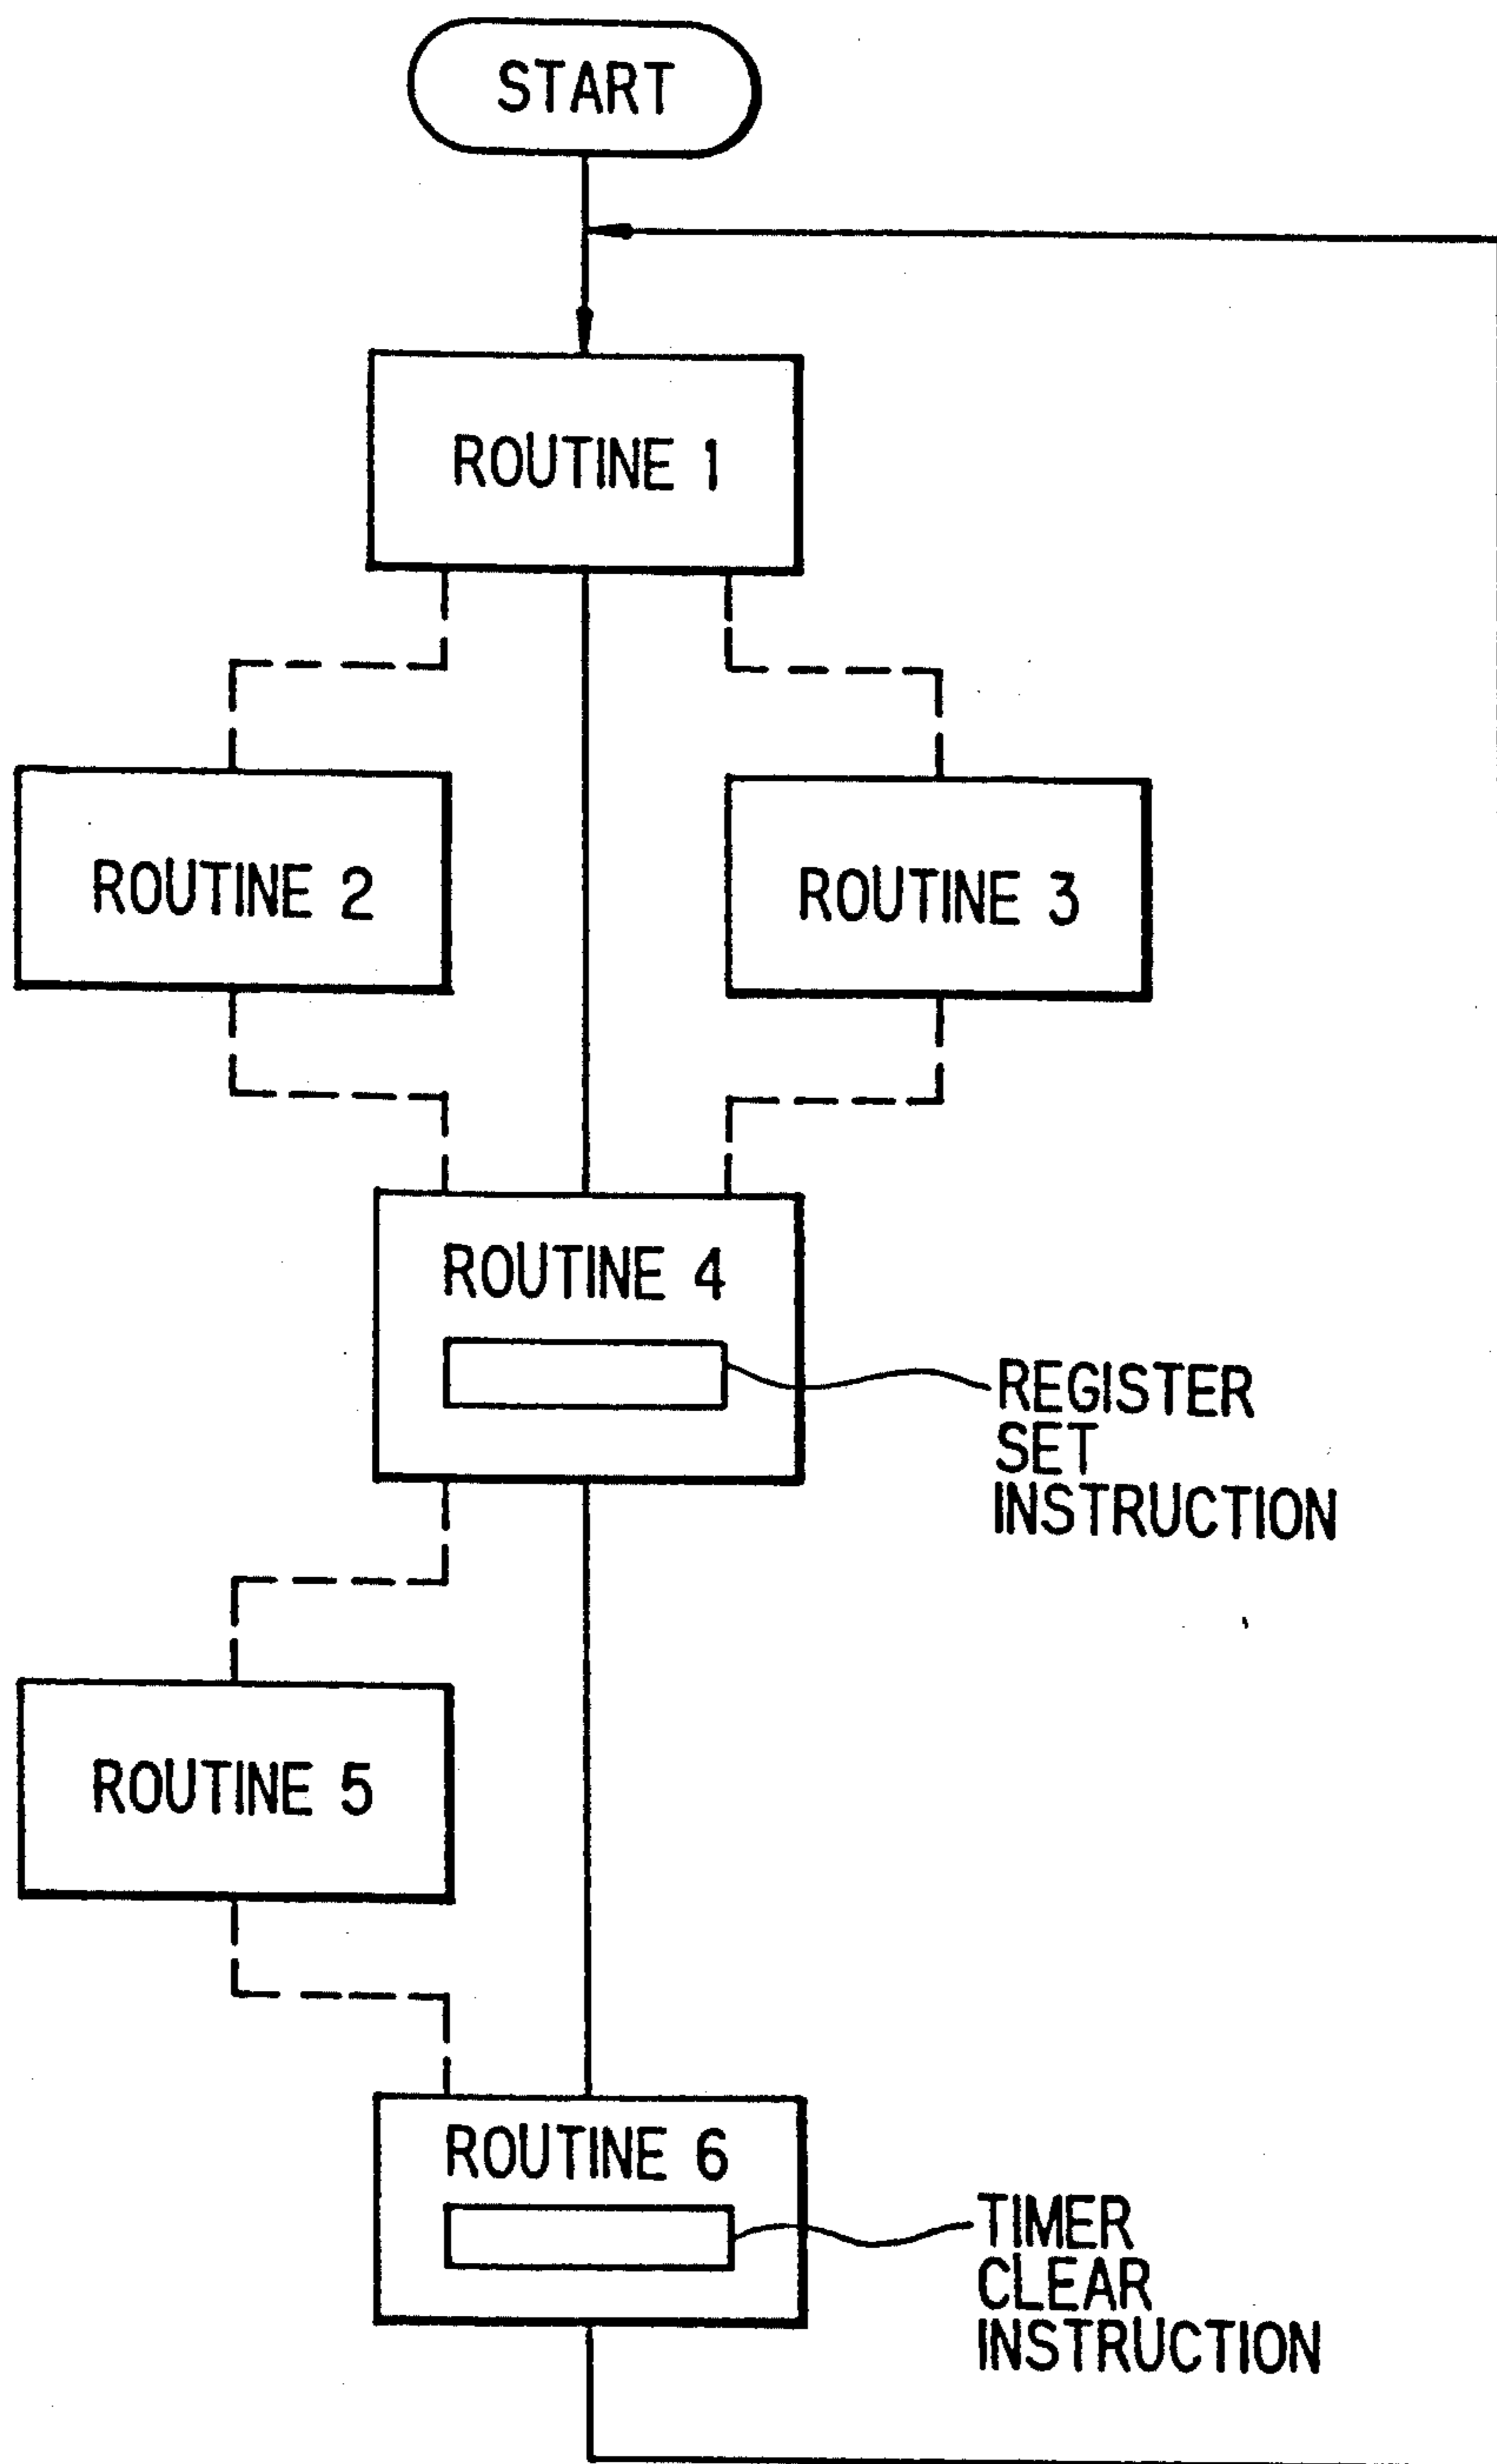 START
ROUTINE 1
ROUTINE 2
ROUTINE 3
ROUTINE 4
REGISTER
SET
INSTRUCTION
ROUTINE 5
ROUTINE 6
TIMER
CLEAR
INSTRUCTION